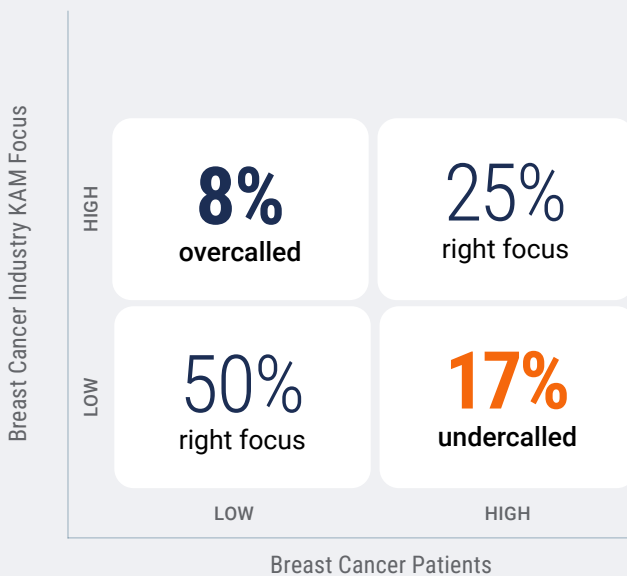 Breast Cancer Industry KAM Focus
HIGH
8%
overcalled
25%
right focus
LOW
50%
right focus
17%
undercalled
LOW
HIGH
Breast Cancer Patients